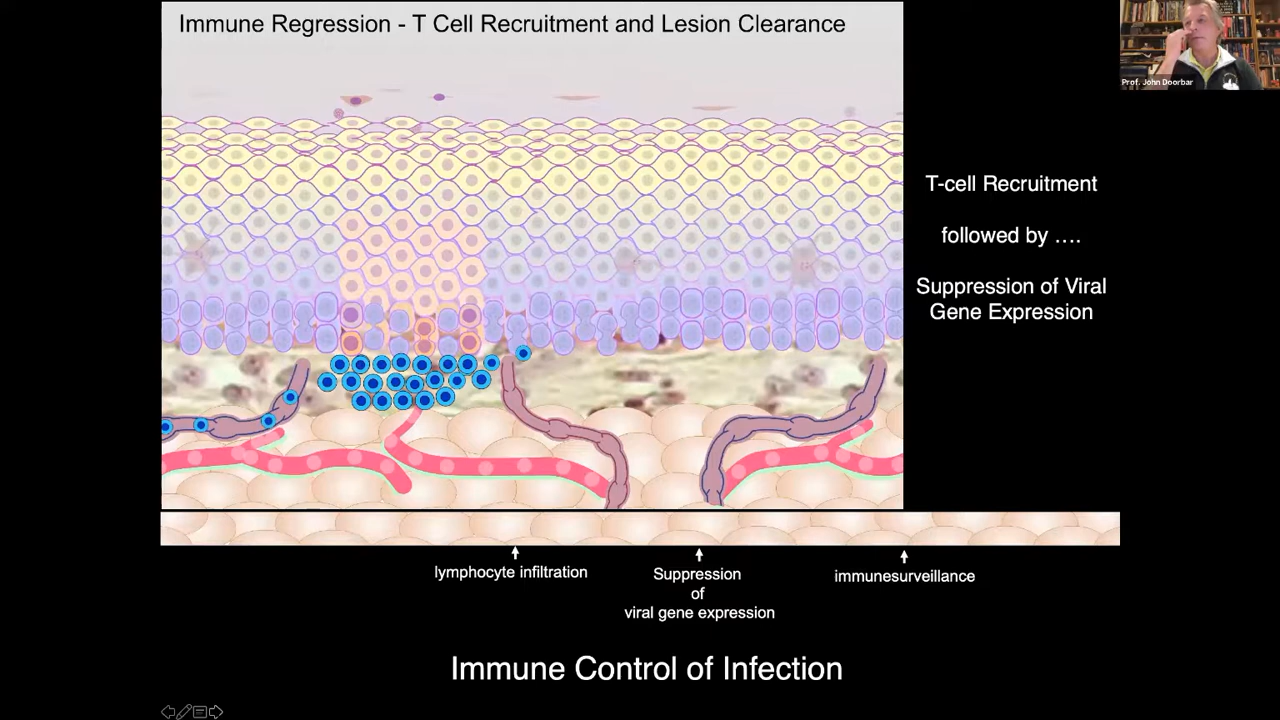 Immune Regression - T Cell Recruitment and Lesion Clearance
Prof. John Doorbar
T-cell Recruitment
followed by ....
Suppression of Viral
Gene Expression
lymphocyte infiltration
Suppression
of
viral gene expression
immunesurveillance
Immune Control of Infection